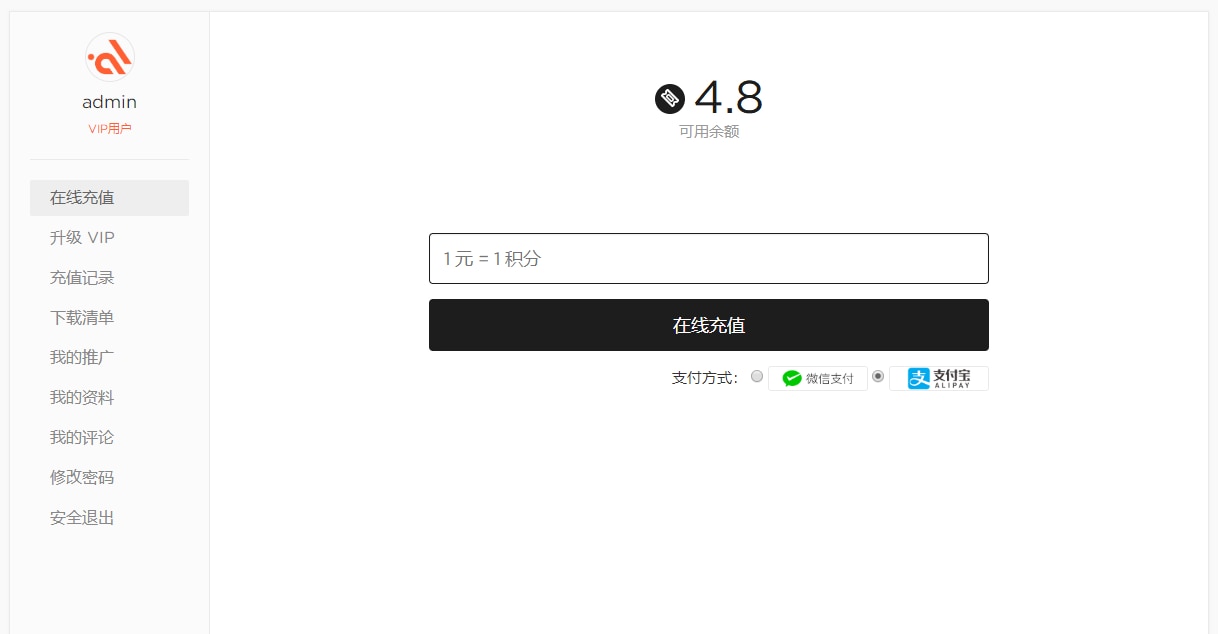 admin
VIP用户
在线充值
升级 VIP
充值记录
下载清单
我的推广
我的资料
我的评论
修改密码
安全退出
4.8
可用余额
1 元 = 1 积分
在线充值
支付方式： 微信支付 支付宝
ALIPAY